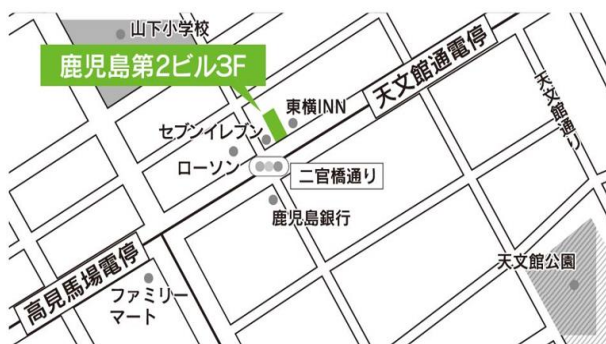 山下小学校
鹿児島第2ビル3F
東横INN
天文館通電停
天文館通り
セブンイレブン
ローソン
二官橋通り
鹿児島銀行
天文館公園
高見馬場電停
ファミリー
マート